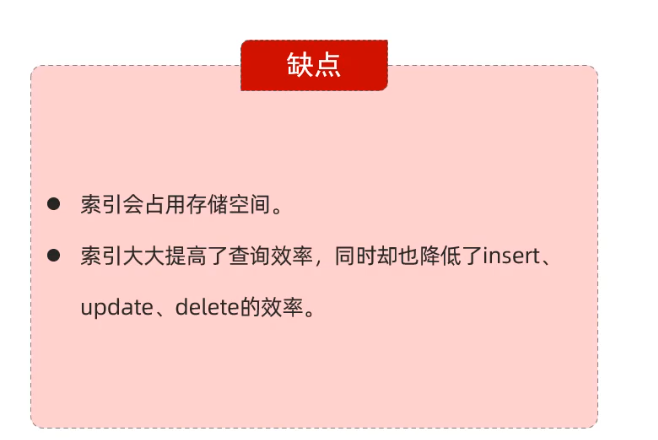 缺点
索引会占用存储空间。
索引大大提高了查询效率，同时却也降低了insert、
update、delete的效率。